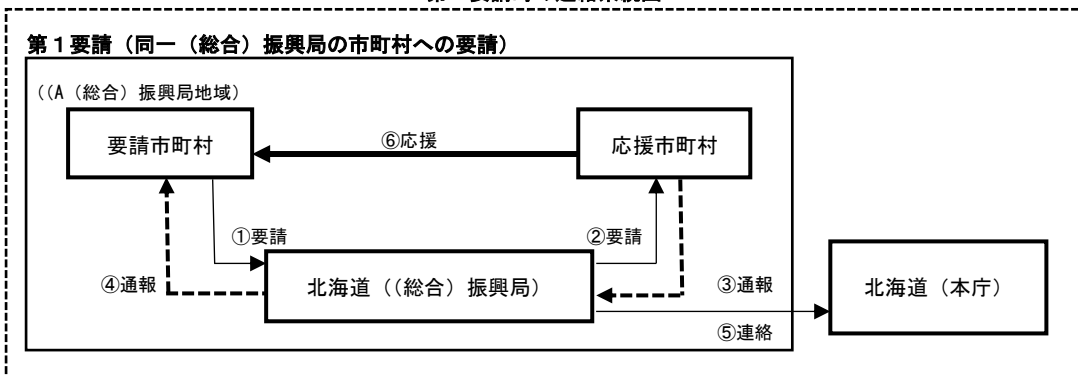 第1要請（同一（総合）振興局の市町村への要請）
((A（総合）振興局地域）
要請市町村
⑥応援
応援市町村
①要請
②要請
④通報
北海道（（総合）振興局）
③通報
北海道（本庁）
⑤連絡